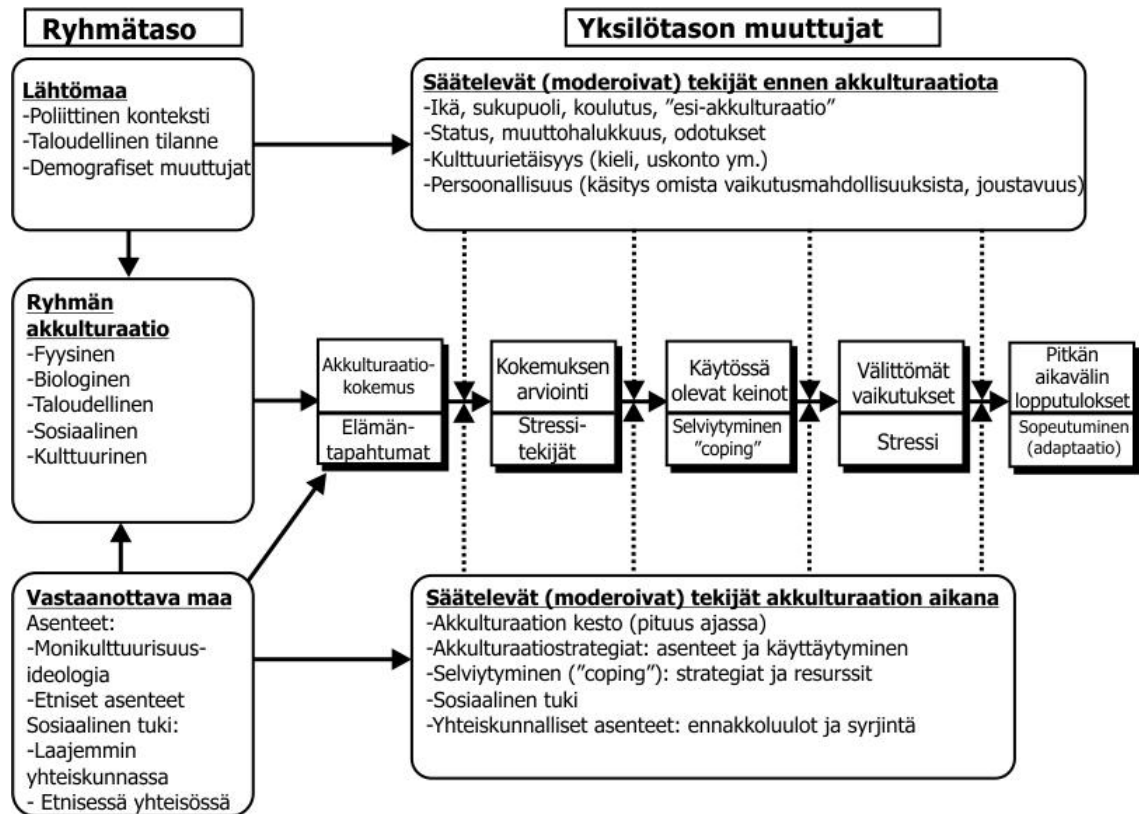 Ryhmätaso
Yksilötason muuttujat
Lähtömaa
-Poliittinen konteksti
-Taloudellinen tilanne
-Demografiset muuttujat
Säätelevät (moderoivat) tekijät ennen akkulturaatiota
-Ikä, sukupuoli, koulutus, ”esi-akkulturaatio”
-Status, muuttohalukkuus, odotukset
-Kulttuurietäisyys (kieli, uskonto ym.)
-Persoonallisuus (käsitys omista vaikutusmahdollisuuksista, joustavuus)
Ryhmän
akkulturaatio
-Fyysinen
-Biologinen
-Taloudellinen
-Sosiaalinen
-Kulttuurinen
Akkulturaatio-
kokemus
Elämän-
tapahtumat
Kokemuksen
arviointi
Stressi-
tekijät
Käytössä
olevat keinot
Selviytyminen
”coping”
Välittömät
vaikutukset
Stressi
Pitkän
aikavälin
lopputulokset
Sopeutuminen
(adaptaatio)
Vastaanottava maa
Asenteet:
-Monikulttuurisuus-
ideologia
-Etniset asenteet
Sosiaalinen tuki:
-Laajemmin
yhteiskunnassa
- Etnisessä yhteisössä
Säätelevät (moderoivat) tekijät akkulturaation aikana
-Akkulturaation kesto (pituus ajassa)
-Akkulturaatiostrategiat: asenteet ja käyttäytyminen
-Selviytyminen (”coping”): strategiat ja resurssit
-Sosiaalinen tuki
-Yhteiskunnalliset asenteet: ennakkoluulot ja syrjintä